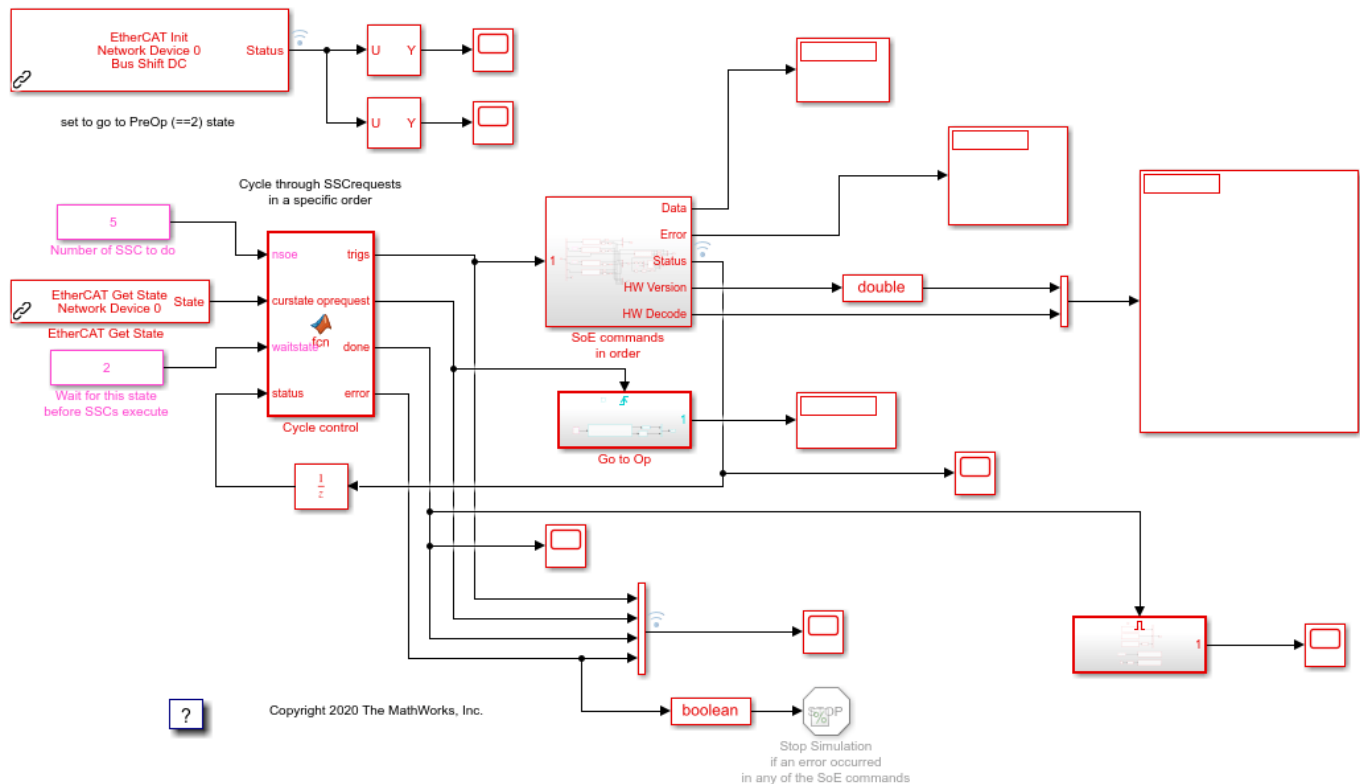 EtherCAT Init
Network Device 0
Bus Shift DC
Status
U Y
U Y
set to go to PreOp (==2) state
Cycle through SSCrequests
in a specific order
5
Number of SSC to do
EtherCAT Get State
Network Device 0
State
EtherCAT Get State
2
Wait for this state
before SSCs execute
nsoe
curstate
waitstate
status
fcn
trigs
oprequest
done
error
Cycle control
1
z
1
Data
Error
Status
HW Version
HW Decode
SoE commands
in order
double
1
Go to Op
1
boolean
STOP
%
Stop Simulation
if an error occurred
in any of the SoE commands
?
Copyright 2020 The MathWorks, Inc.